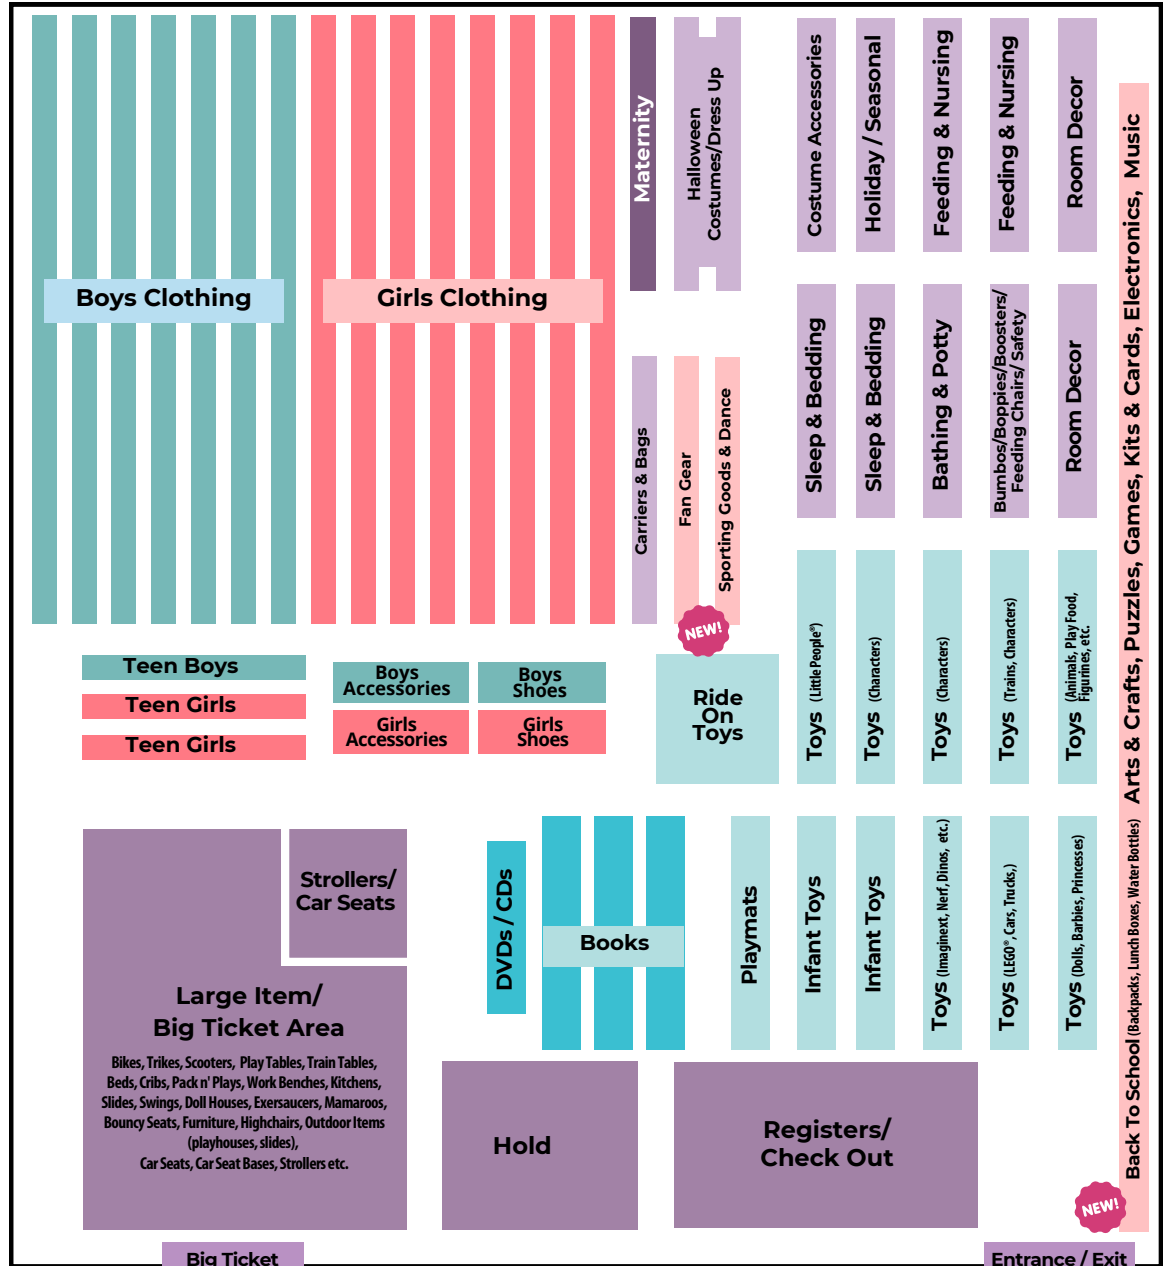 Maternity
Halloween
Costumes/Dress Up
Costume Accessories
Holiday / Seasonal
Feeding & Nursing
Feeding & Nursing
Room Decor
Boys Clothing
Girls Clothing
Carriers & Bags
Fan Gear
Sporting Goods & Dance
NEW!
Sleep & Bedding
Sleep & Bedding
Bathing & Potty
Bumbos/Boppies/Boosters/
Feeding Chairs/ Safety
Room Decor
Teen Boys
Teen Girls
Teen Girls
Boys
Accessories
Boys
Shoes
Girls
Accessories
Girls
Shoes
Ride
On
Toys
Toys (Little People®)
Toys (Characters)
Toys (Characters)
Toys (Trains, Characters)
Toys (Animals, Play Food,
Figurines, etc.
Strollers/
Car Seats
Large Item/
Big Ticket Area
Bikes, Trikes, Scooters, Play Tables, Train Tables,
Beds, Cribs, Pack n' Plays, Work Benches, Kitchens,
Slides, Swings, Doll Houses, Exersaucers, Mamaroos,
Bouncy Seats, Furniture, Highchairs, Outdoor Items
(playhouses, slides),
Car Seats, Car Seat Bases, Strollers etc.
DVDs / CDs
Books
Playmats
Infant Toys
Infant Toys
Toys (Imaginext, Nerf, Dinos, etc.)
Toys (LEGO®, Cars, Trucks,)
Toys (Dolls, Barbies, Princesses)
Back To School (Backpacks, Lunch Boxes, Water Bottles) Arts & Crafts, Puzzles, Games, Kits & Cards, Electronics, Music
NEW!
Hold
Registers/
Check Out
Big Ticket
Entrance / Exit